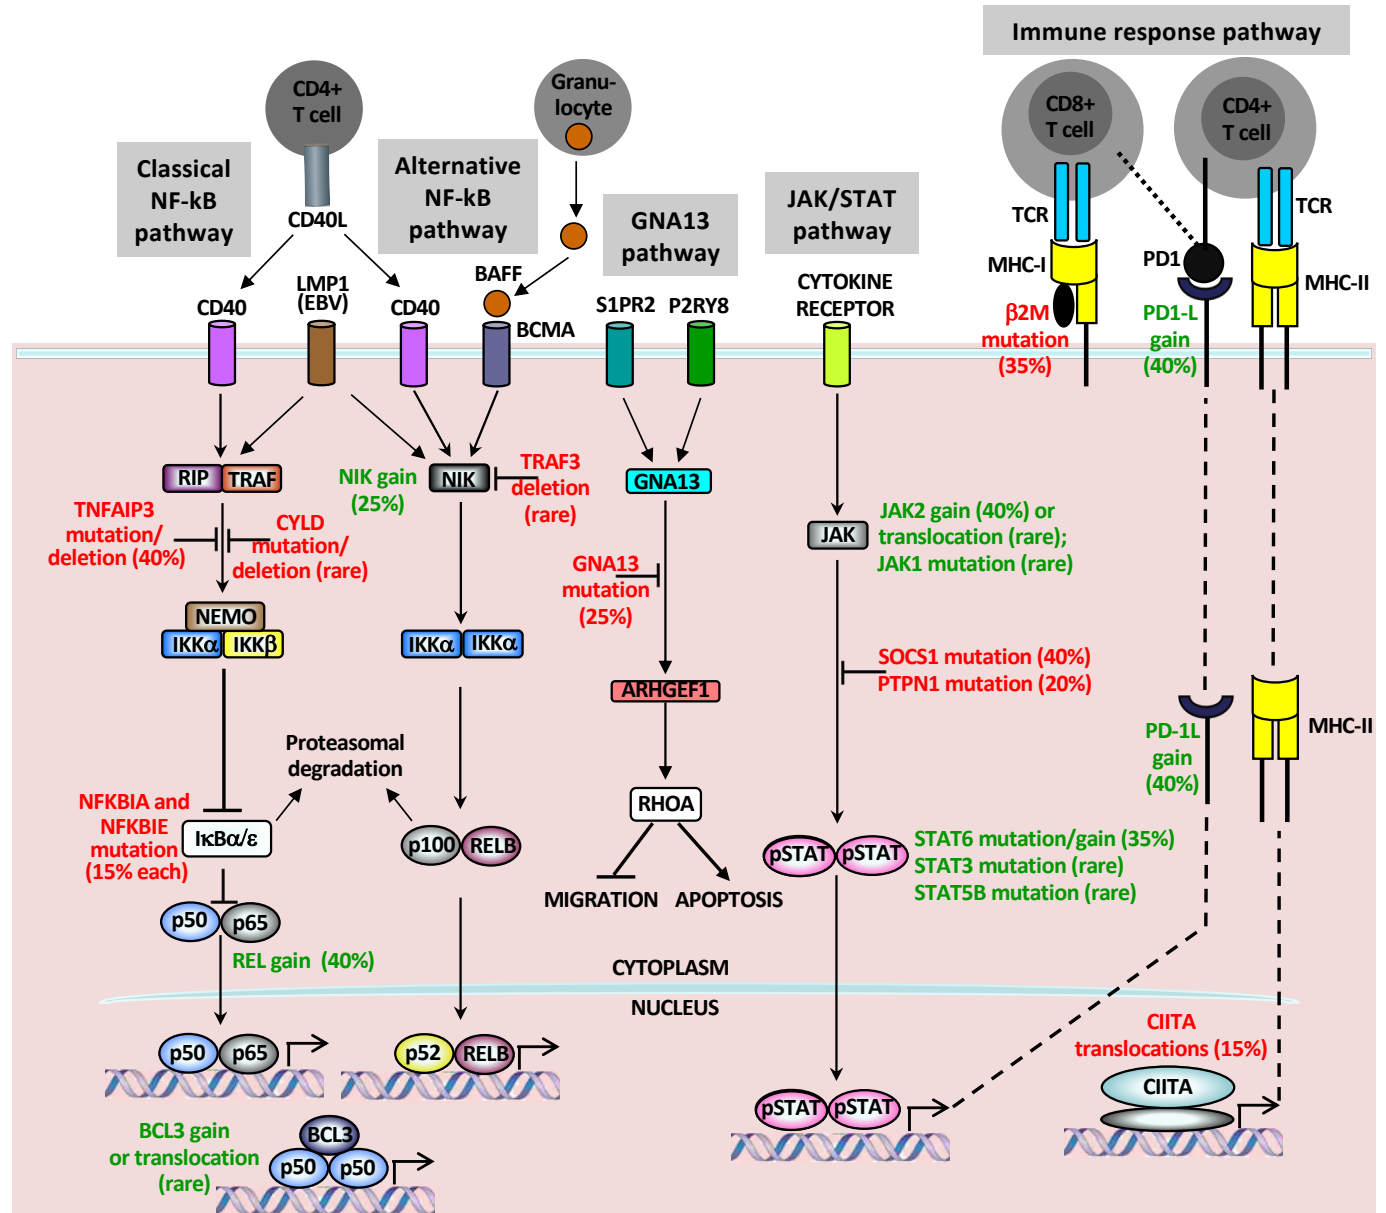 Immune response pathway
CD4+
T cell
Granu-
locyte
CD8+
T cell
CD4+
T cell
Classical
NF-kB
pathway
Alternative
NF-kB
pathway
CD40L
GNA13
pathway
JAK/STAT
pathway
TCR
TCR
MHC-I
PD1
MHC-II
BAFF
LMP1
(EBV)
CD40
CD40
BCMA
S1PR2
P2RY8
CYTOKINE
RECEPTOR
β2M
mutation
(35%)
PD1-L
gain
(40%)
RIP
TRAF
NIK gain
(25%)
NIK
TRAF3
deletion
(rare)
GNA13
TNFAIP3
mutation/
deletion (40%)
CYLD
mutation/
deletion (rare)
JAK
JAK2 gain (40%) or
translocation (rare);
JAK1 mutation (rare)
GNA13
mutation
(25%)
NEMO
IKKα
IKKβ
IKKα
IKKα
SOCS1 mutation (40%)
PTPN1 mutation (20%)
ARHGEF1
PD-1L
gain
(40%)
MHC-II
Proteasomal
degradation
RHOA
NFKBIA and
NFKBIE
mutation
(15% each)
IκBα/ε
p100
RELB
pSTAT
pSTAT
STAT6 mutation/gain (35%)
STAT3 mutation (rare)
STAT5B mutation (rare)
MIGRATION
APOPTOSIS
p50
p65
REL gain (40%)
CYTOPLASM
NUCLEUS
CIITA
translocations (15%)
p50
p65
p52
RELB
CIITA
pSTAT
pSTAT
BCL3 gain
or translocation
(rare)
BCL3
p50
p50